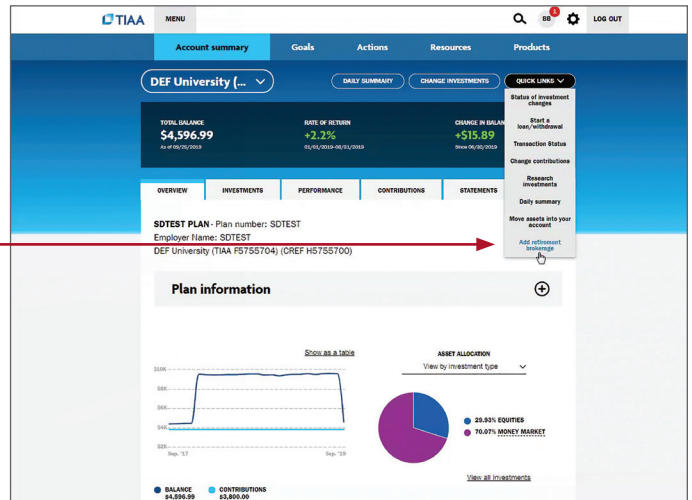 TIAA
MENU
BB
1
LOG OUT
Account summary
Goals
Actions
Resources
Products
DEF University (...
DAILY SUMMARY
CHANGE INVESTMENTS
QUICK LINKS
Status of investment
changes
Start a
loan/withdrawal
Transaction Status
Change contributions
Research
investments
Daily summary
Move assets into your
account
Add retirement
brokerage
TOTAL BALANCE
$4,596.99
As of 09/25/2019
RATE OF RETURN
+2.2%
01/01/2019-08/31/2019
CHANGE IN BALAN
+$15.89
Since 06/30/2019
OVERVIEW
INVESTMENTS
PERFORMANCE
CONTRIBUTIONS
STATEMENTS
SDTEST PLAN - Plan number: SDTEST
Employer Name: SDTEST
DEF University (TIAA F5755704) (CREF H5755700)
Plan information
Show as a table
$10K
$8K
$6K
$4K
$2K
Sep. '17
Sep. '19
BALANCE
$4,596.99
CONTRIBUTIONS
$3,800.00
ASSET ALLOCATION
View by investment type
29.93% EQUITIES
70.07% MONEY MARKET
View all investments